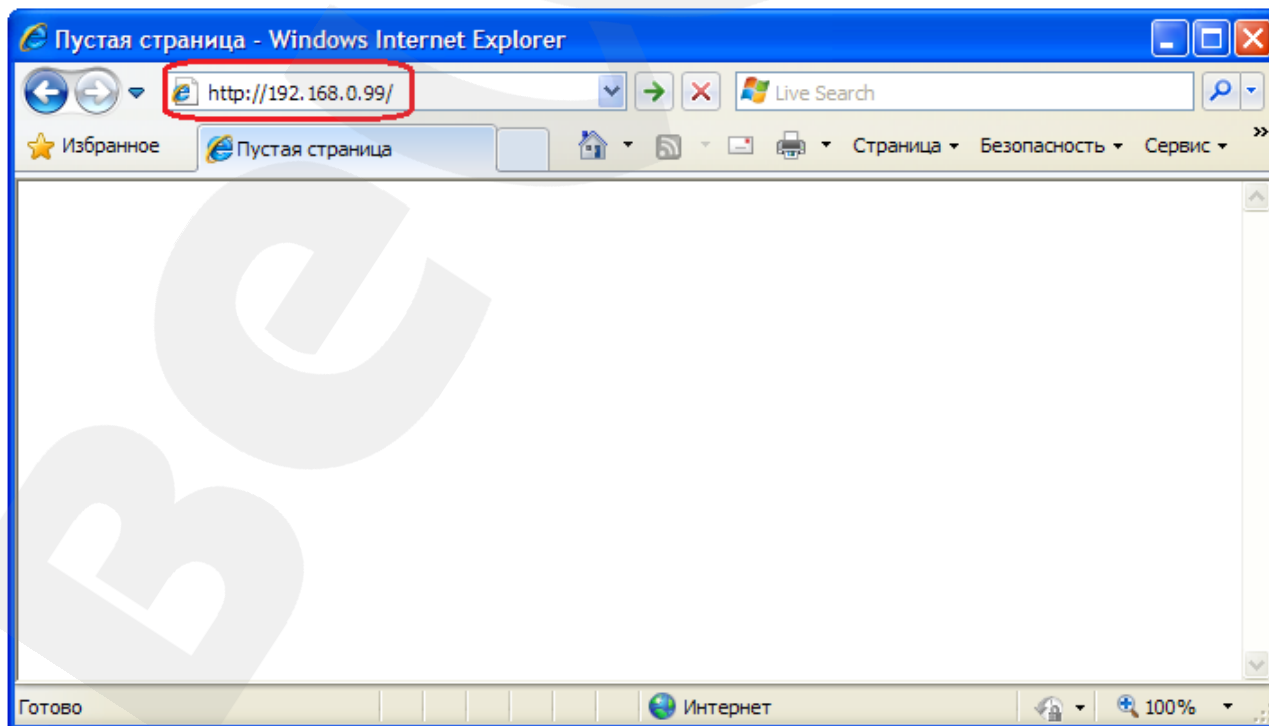 Пустая страница - Windows Internet Explorer
http://192.168.0.99/
Live Search
Избранное
Пустая страница
Страница
Безопасность
Сервис
»
Готово
Интернет
100%